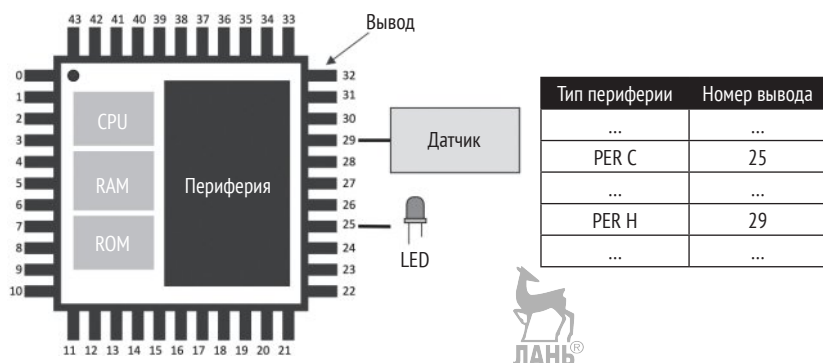 43 42 41 40 39 38 37 36 35 34 33
Вывод
0
1
2
3
4
5
6
7
8
9
10
CPU
RAM
ROM
Периферия
32
31
30
29
28
27
26
25
24
23
22
Датчик
LED
11 12 13 14 15 16 17 18 19 20 21
Тип периферии Номер вывода
... ...
PER C 25
... ...
PER H 29
... ...
ЛАНЬ®